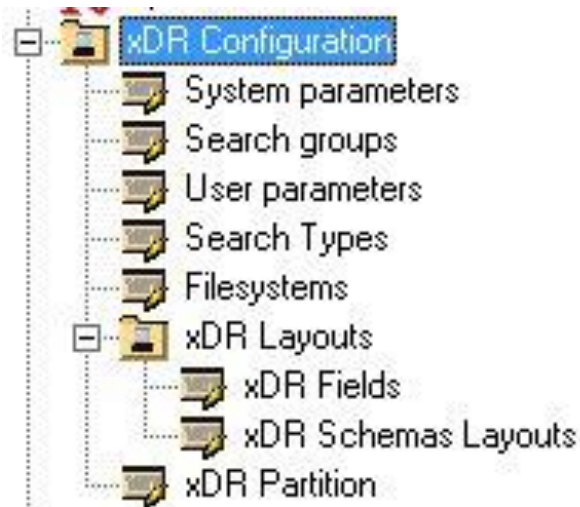 xDR Configuration
System parameters
Search groups
User parameters
Search Types
Filesystems
xDR Layouts
xDR Fields
xDR Schemas Layouts
xDR Partition